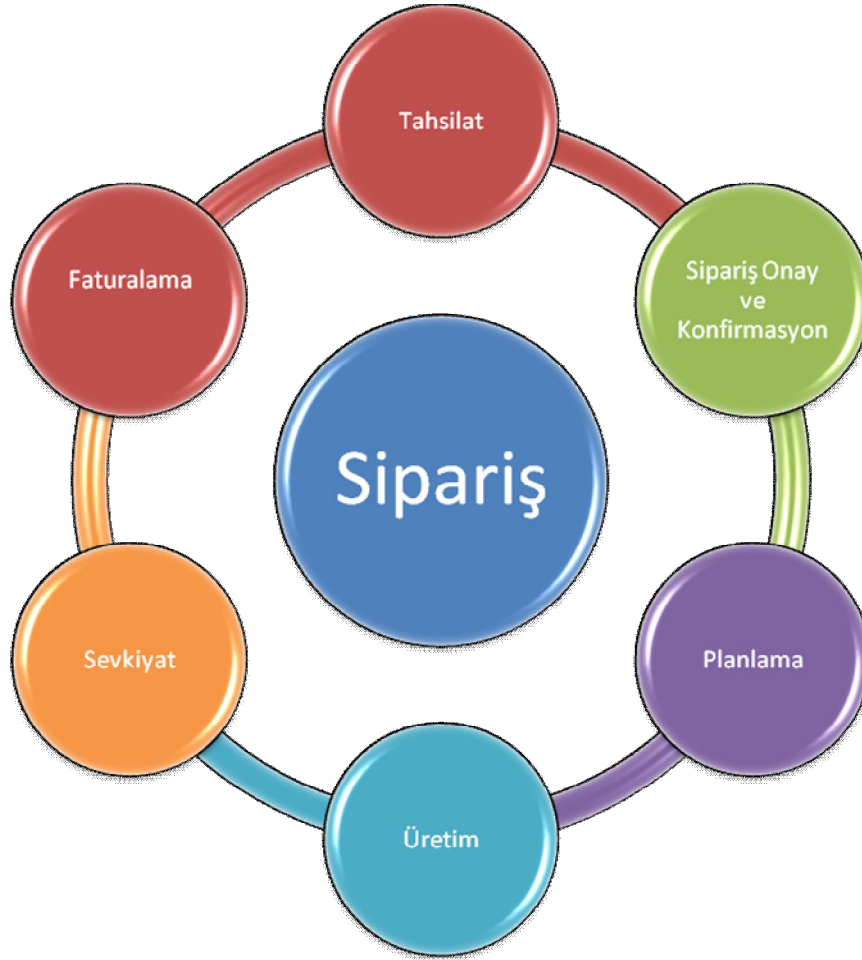 Tahsilat
Sipariş Onay
ve
Konfirmasyon
Planlama
Üretim
Sevkiyat
Faturalama
Sipariş